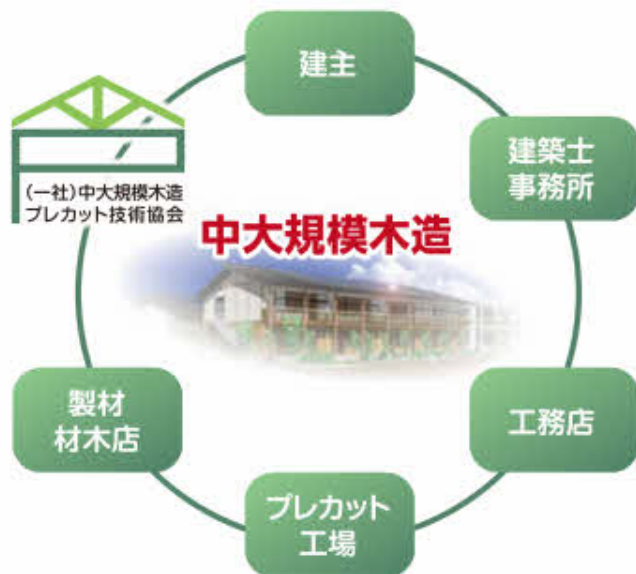 建主
建築士
事務所
(一社)中大規模木造
プレカット技術協会
中大規模木造
製材
材木店
工務店
プレカット
工場